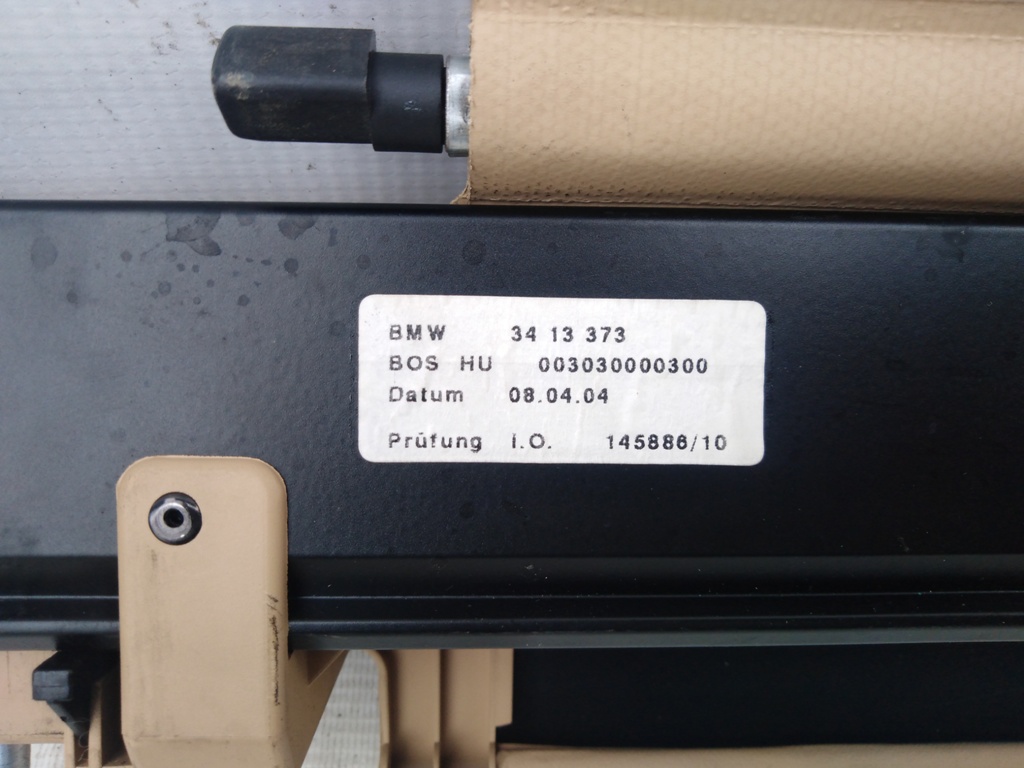 BMW 34 13 373
BOS HU 003030000300
Datum 08.04.04
Prüfung I.O. 145886/10